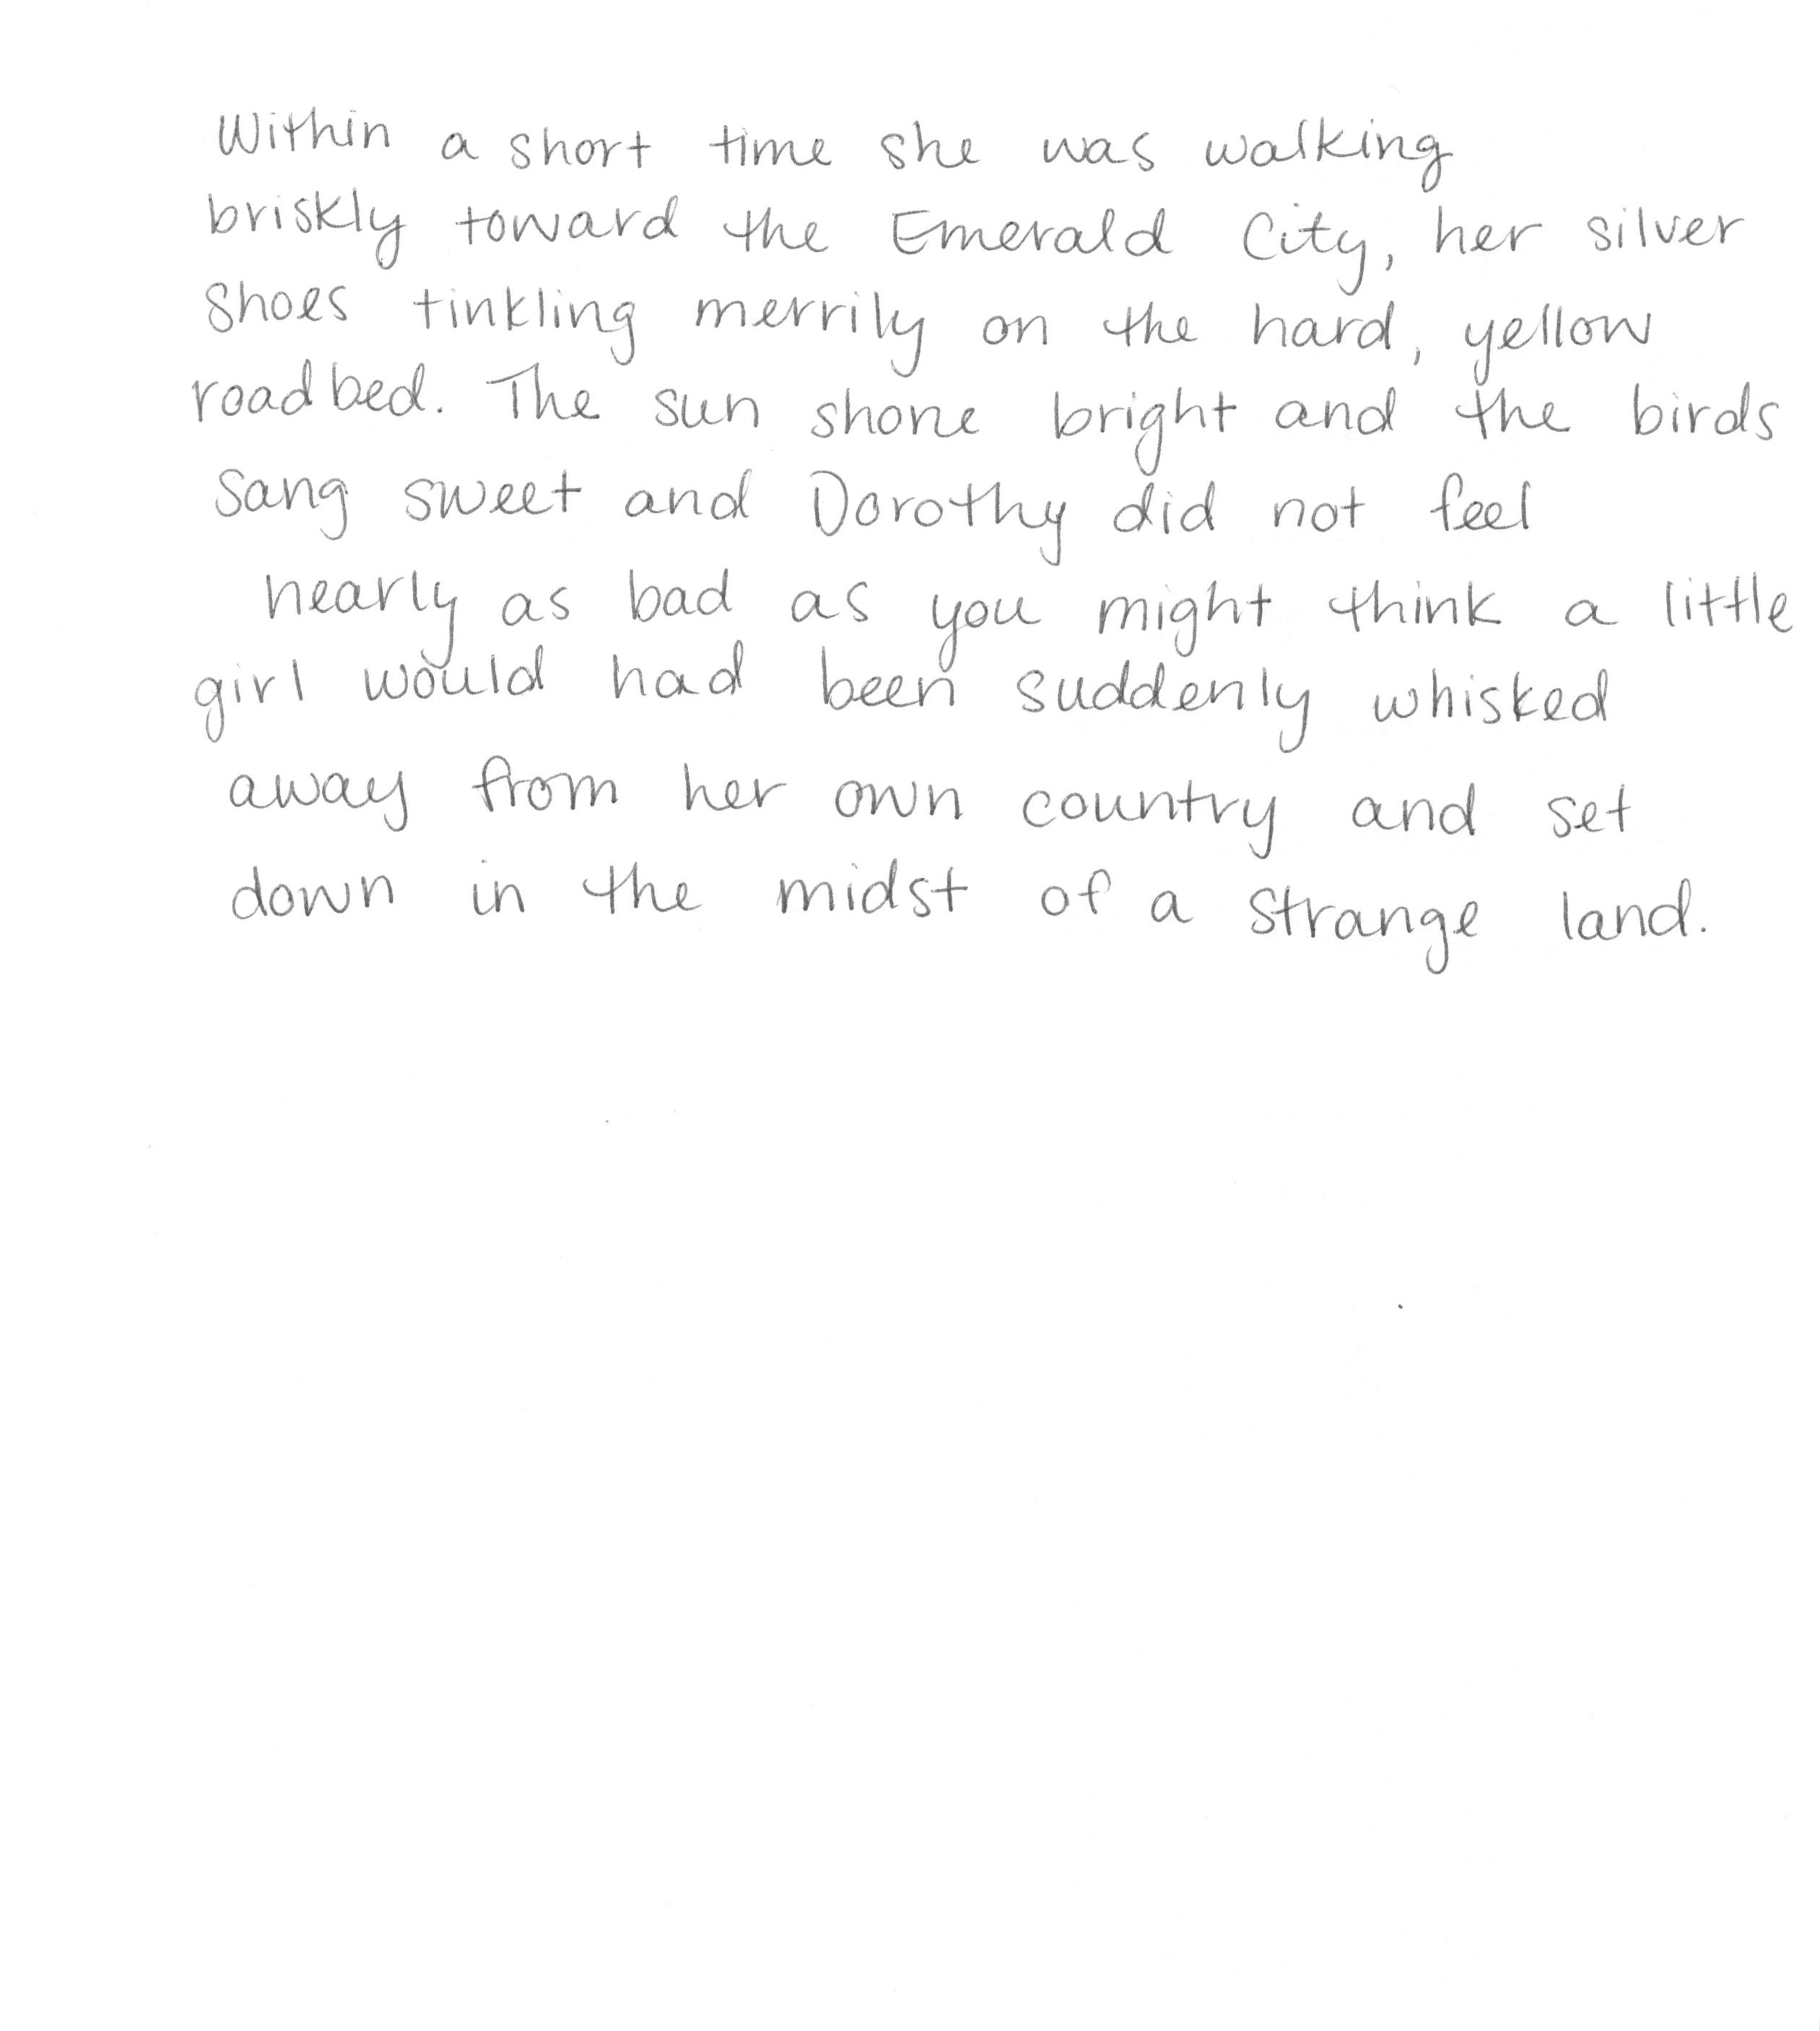 Within a short time she was walking
briskly toward the Emerald City, her silver
shoes tinkling merrily on the hard, yellow
roadbed. The sun shone bright and the birds
sang sweet and Dorothy did not feel
nearly as bad as you might think a little
girl would had been suddenly whisked
away from her own country and set
down in the midst of a strange land.